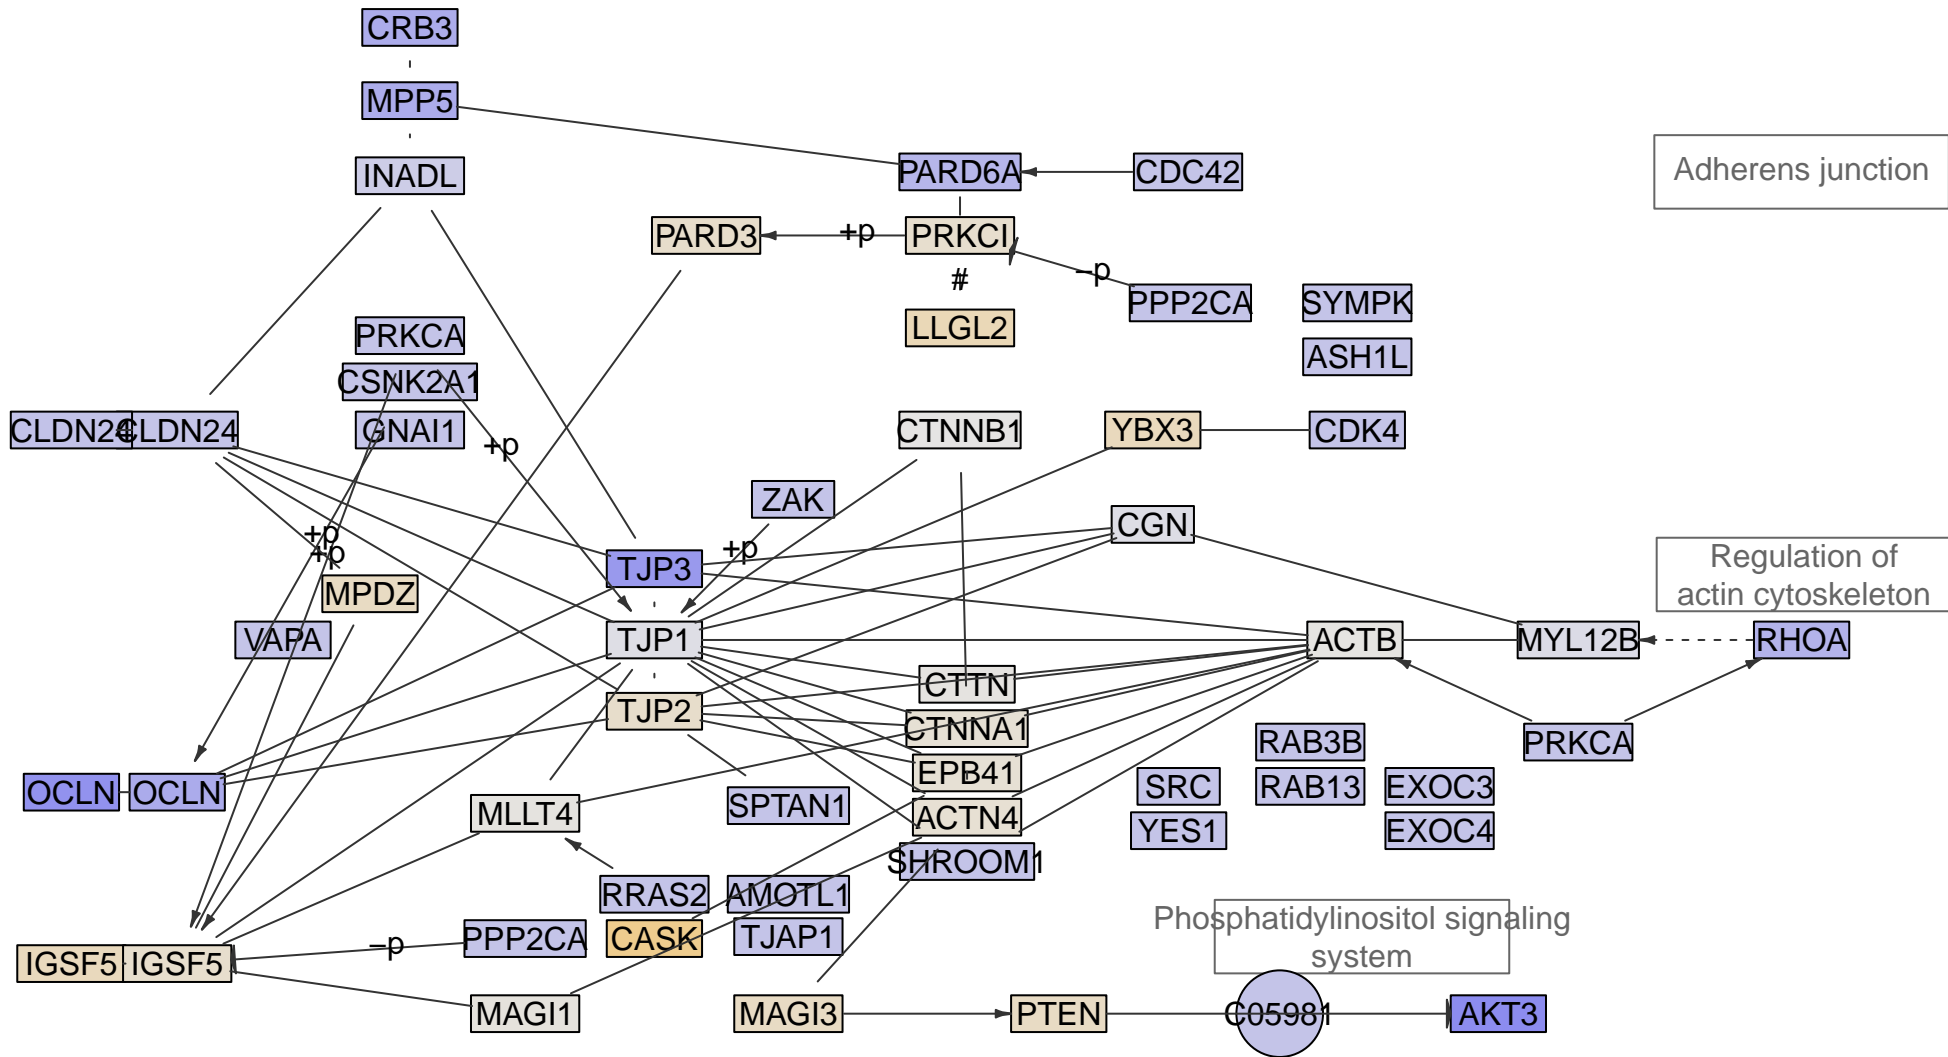 CRB3
MPP5
INADL
PARD6A
CDC42
Adherens junction
PARD3
+p
PRKCI
–p
#
PPP2CA
SYMPK
LLGL2
PRKCA
ASH1L
CSNK2A1
CLDN24
CLDN24
GNAI1
+p
CTNNB1
YBX3
CDK4
ZAK
CGN
+p
+p
+p
TJP3
Regulation of
actin cytoskeleton
MPDZ
VAPA
TJP1
ACTB
MYL12B
RHOA
CTTN
TJP2
CTNNA1
RAB3B
PRKCA
EPB41
OCLN
OCLN
SRC
RAB13
EXOC3
SPTAN1
MLLT4
ACTN4
YES1
EXOC4
SHROOM1
RRAS2
AMOTL1
Phosphatidylinositol signaling
system
PPP2CA
–p
CASK
TJAP1
IGSF5
IGSF5
MAGI1
MAGI3
PTEN
C05981
AKT3